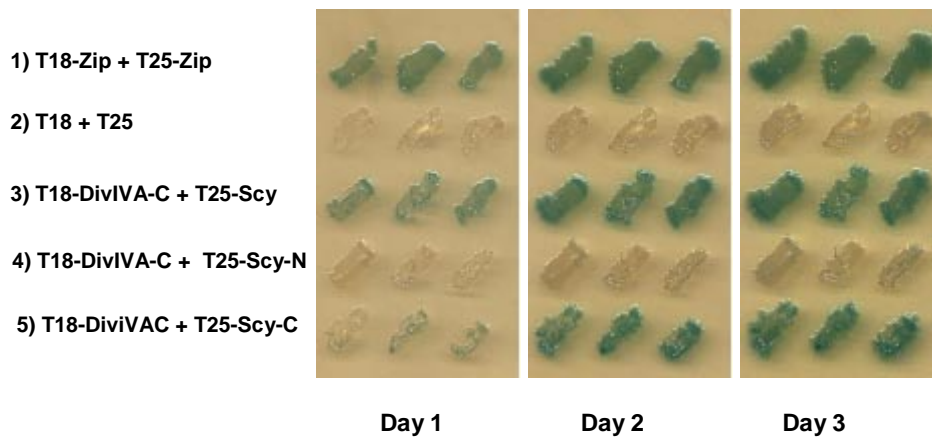 1) T18-Zip + T25-Zip
2) T18 + T25
3) T18-DivIVA-C + T25-Scy
4) T18-DivIVA-C + T25-Scy-N
5) T18-DiviVAC + T25-Scy-C
Day 1 Day 2 Day 3